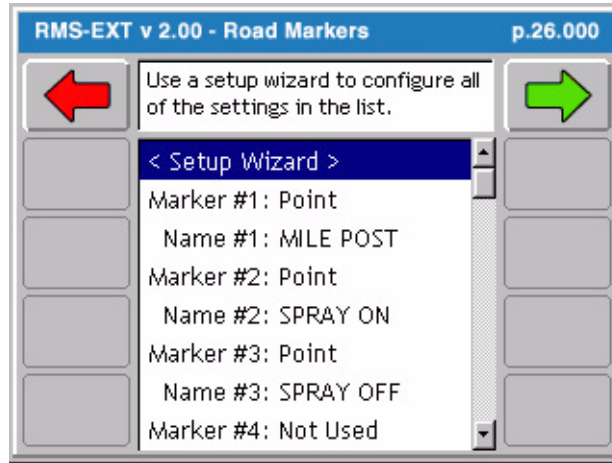 RMS-EXT v 2.00 - Road Markers p.26.000
Use a setup wizard to configure all
of the settings in the list.
< Setup Wizard >
Marker #1: Point
Name #1: MILE POST
Marker #2: Point
Name #2: SPRAY ON
Marker #3: Point
Name #3: SPRAY OFF
Marker #4: Not Used